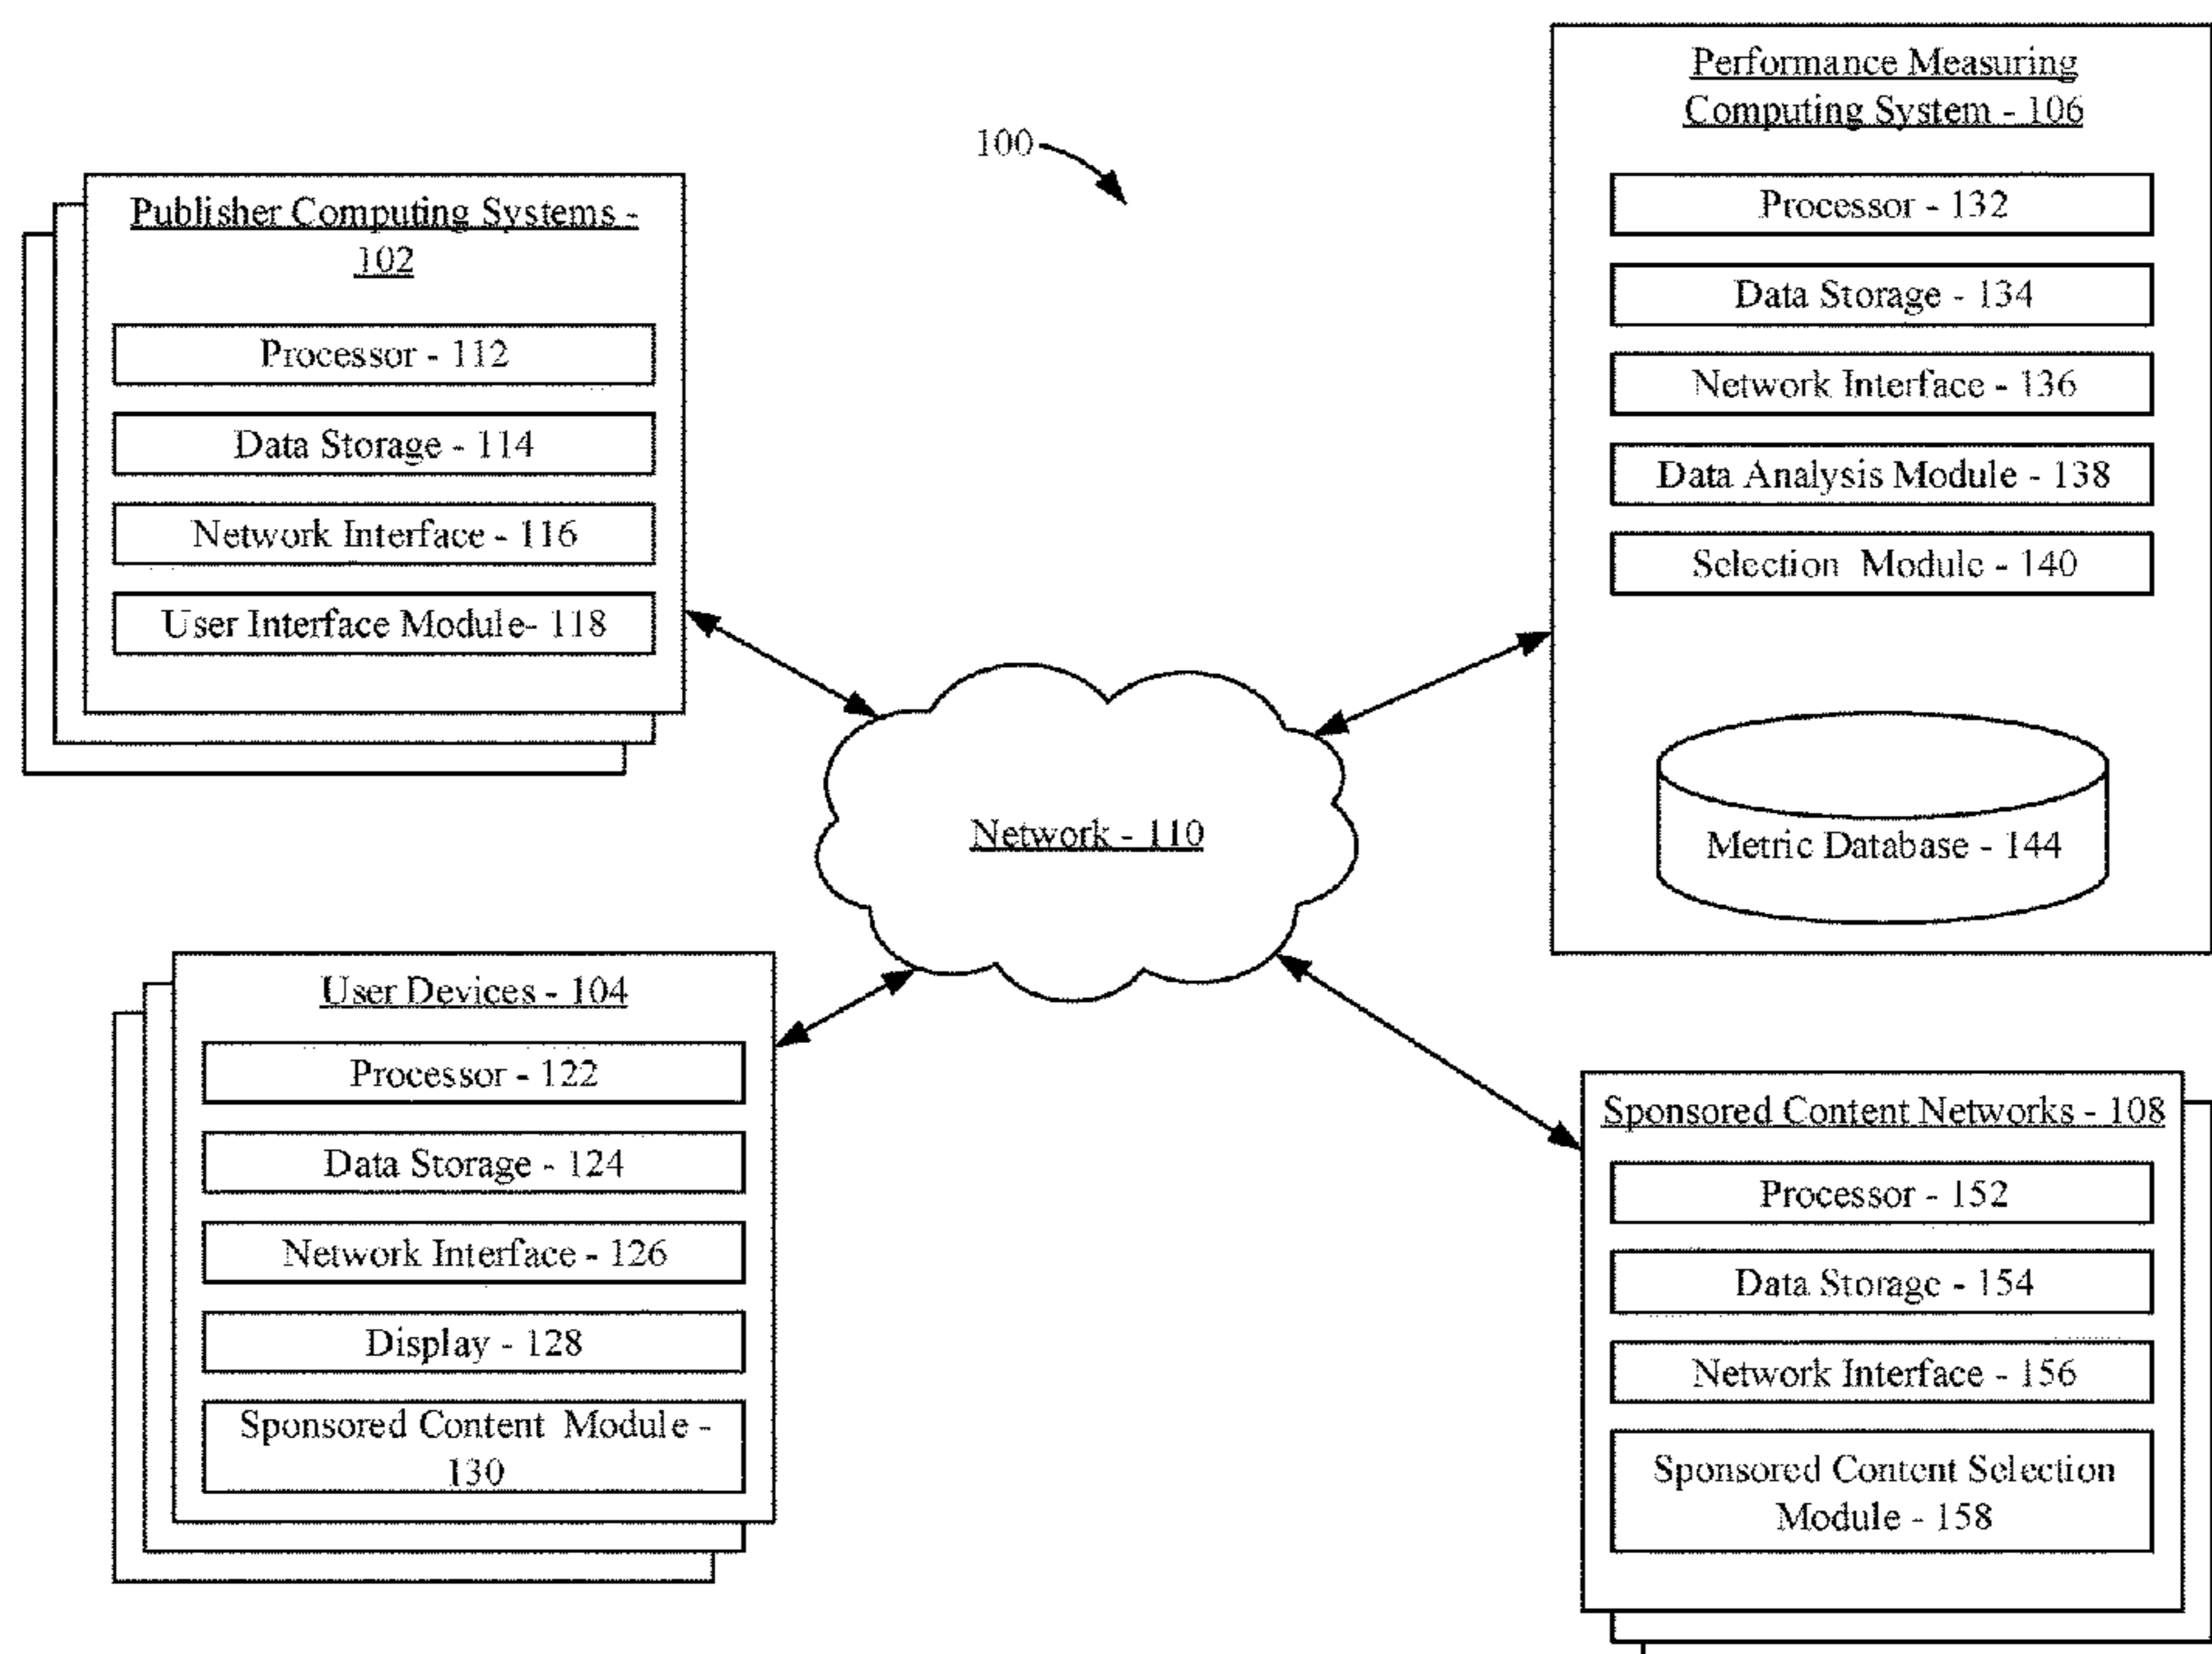 100
Publisher Computing Systems -
102
Processor - 112
Data Storage - 114
Network Interface - 116
User Interface Module- 118
Performance Measuring
Computing System - 106
Processor - 132
Data Storage - 134
Network Interface - 136
Data Analysis Module - 138
Selection Module - 140
Metric Database - 144
Network - 110
User Devices - 104
Processor - 122
Data Storage - 124
Network Interface - 126
Display - 128
Sponsored Content Module -
130
Sponsored Content Networks - 108
Processor - 152
Data Storage - 154
Network Interface - 156
Sponsored Content Selection
Module - 158